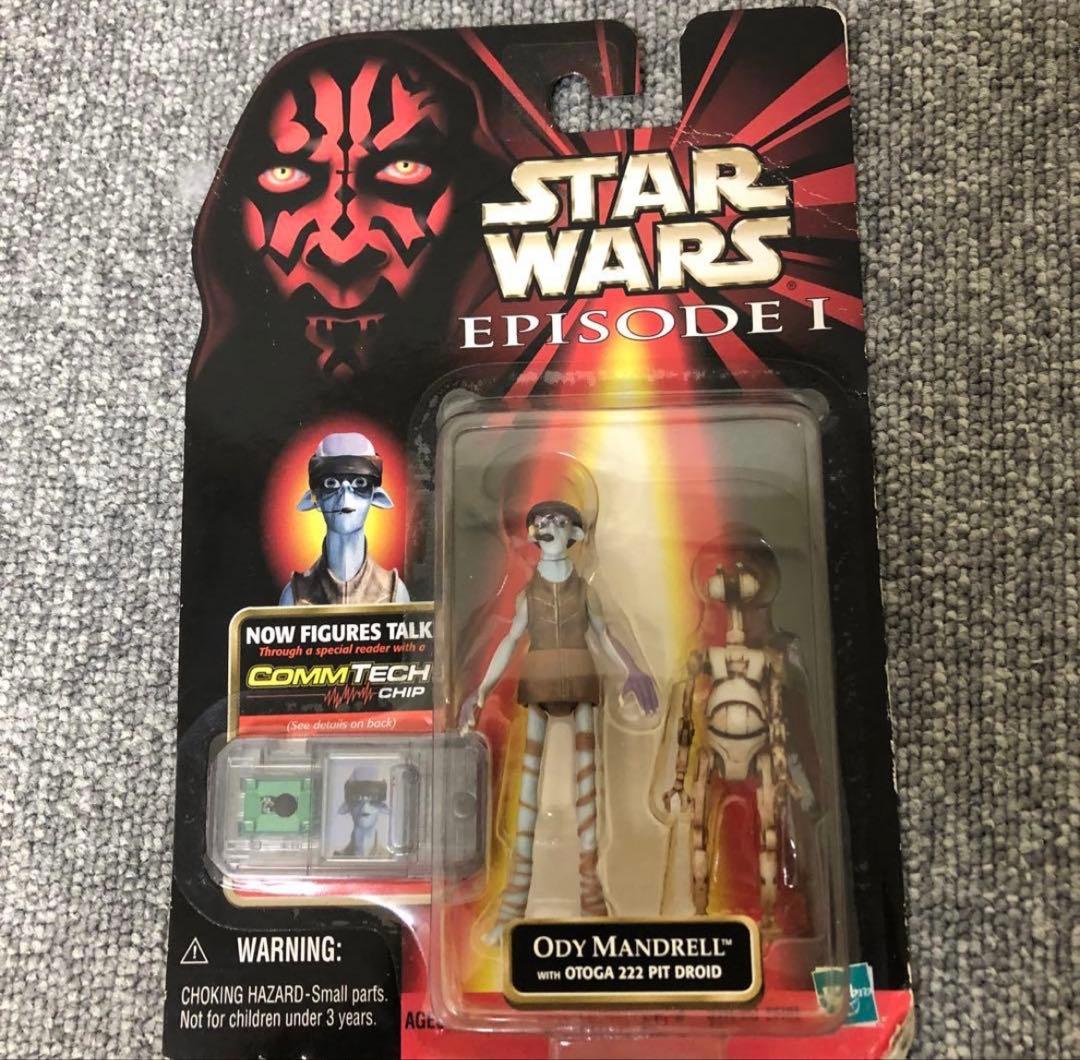 STAR
WARS®
EPISODE I
NOW FIGURES TALK
Through a special reader with a
COMMTECH
CHIP
(See details on back)
ODY MANDRELL™
WITH OTOGA 222 PIT DROID
WARNING:
CHOKING HAZARD-Small parts.
Not for children under 3 years.